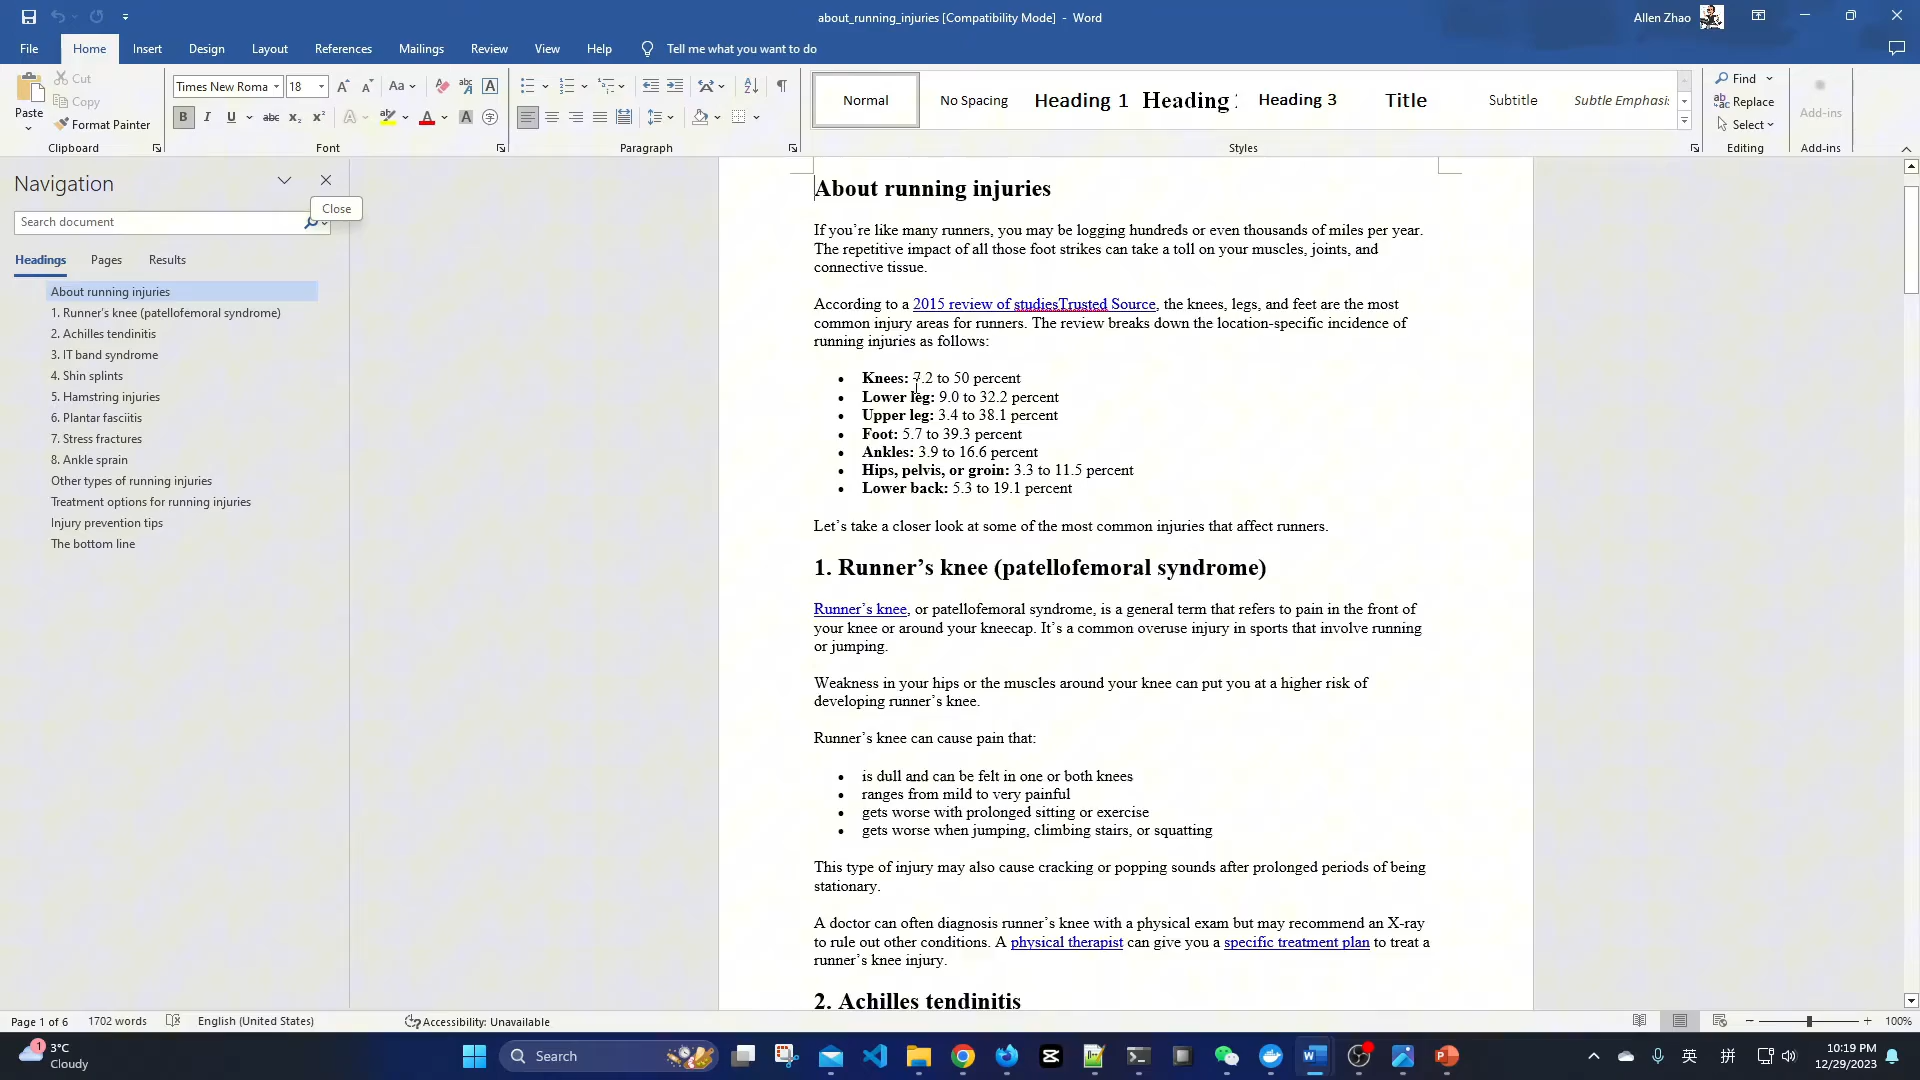 about_running_injuries [Compatibility Mode] - Word
Allen Zhao
File Home Insert Design Layout References Mailings Review View Help Tell me what you want to do
Paste
Cut
Copy
Format Painter
Clipboard
Times New Roma 18
Aa
B I U abc x₂ x² A A A
Font
Paragraph
Normal No Spacing Heading 1 Heading Heading 3 Title Subtitle Subtle Emphasi
Styles
Find
Replace
Select
Editing
Add-ins
Add-ins
Navigation
Close
Search document
Headings Pages Results
About running injuries
1. Runner's knee (patellofemoral syndrome)
2. Achilles tendinitis
3. IT band syndrome
4. Shin splints
5. Hamstring injuries
6. Plantar fasciitis
7. Stress fractures
8. Ankle sprain
Other types of running injuries
Treatment options for running injuries
Injury prevention tips
The bottom line
About running injuries
If you’re like many runners, you may be logging hundreds or even thousands of miles per year.
The repetitive impact of all those foot strikes can take a toll on your muscles, joints, and
connective tissue.
According to a 2015 review of studiesTrusted Source, the knees, legs, and feet are the most
common injury areas for runners. The review breaks down the location-specific incidence of
running injuries as follows:
• Knees: 7.2 to 50 percent
• Lower leg: 9.0 to 32.2 percent
• Upper leg: 3.4 to 38.1 percent
• Foot: 5.7 to 39.3 percent
• Ankles: 3.9 to 16.6 percent
• Hips, pelvis, or groin: 3.3 to 11.5 percent
• Lower back: 5.3 to 19.1 percent
Let’s take a closer look at some of the most common injuries that affect runners.
1. Runner’s knee (patellofemoral syndrome)
Runner’s knee, or patellofemoral syndrome, is a general term that refers to pain in the front of
your knee or around your kneecap. It’s a common overuse injury in sports that involve running
or jumping.
Weakness in your hips or the muscles around your knee can put you at a higher risk of
developing runner’s knee.
Runner’s knee can cause pain that:
• is dull and can be felt in one or both knees
• ranges from mild to very painful
• gets worse with prolonged sitting or exercise
• gets worse when jumping, climbing stairs, or squatting
This type of injury may also cause cracking or popping sounds after prolonged periods of being
stationary.
A doctor can often diagnosis runner’s knee with a physical exam but may recommend an X-ray
to rule out other conditions. A physical therapist can give you a specific treatment plan to treat a
runner’s knee injury.
2. Achilles tendinitis
Page 1 of 6 1702 words English (United States) Accessibility: Unavailable 100%
1
3°C
Cloudy
Search
英 拼
10:19 PM
12/29/2023